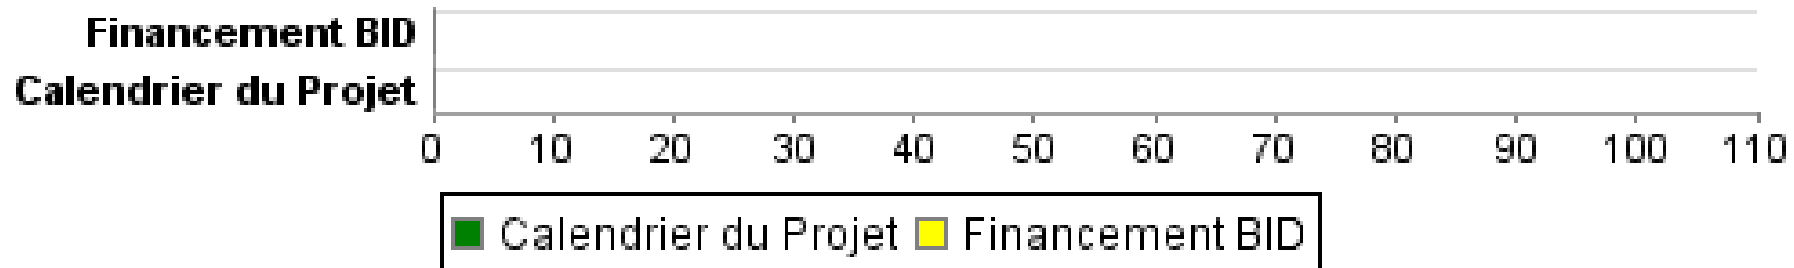 Financement BID
Calendrier du Projet
0 10 20 30 40 50 60 70 80 90 100 110
Calendrier du Projet Financement BID